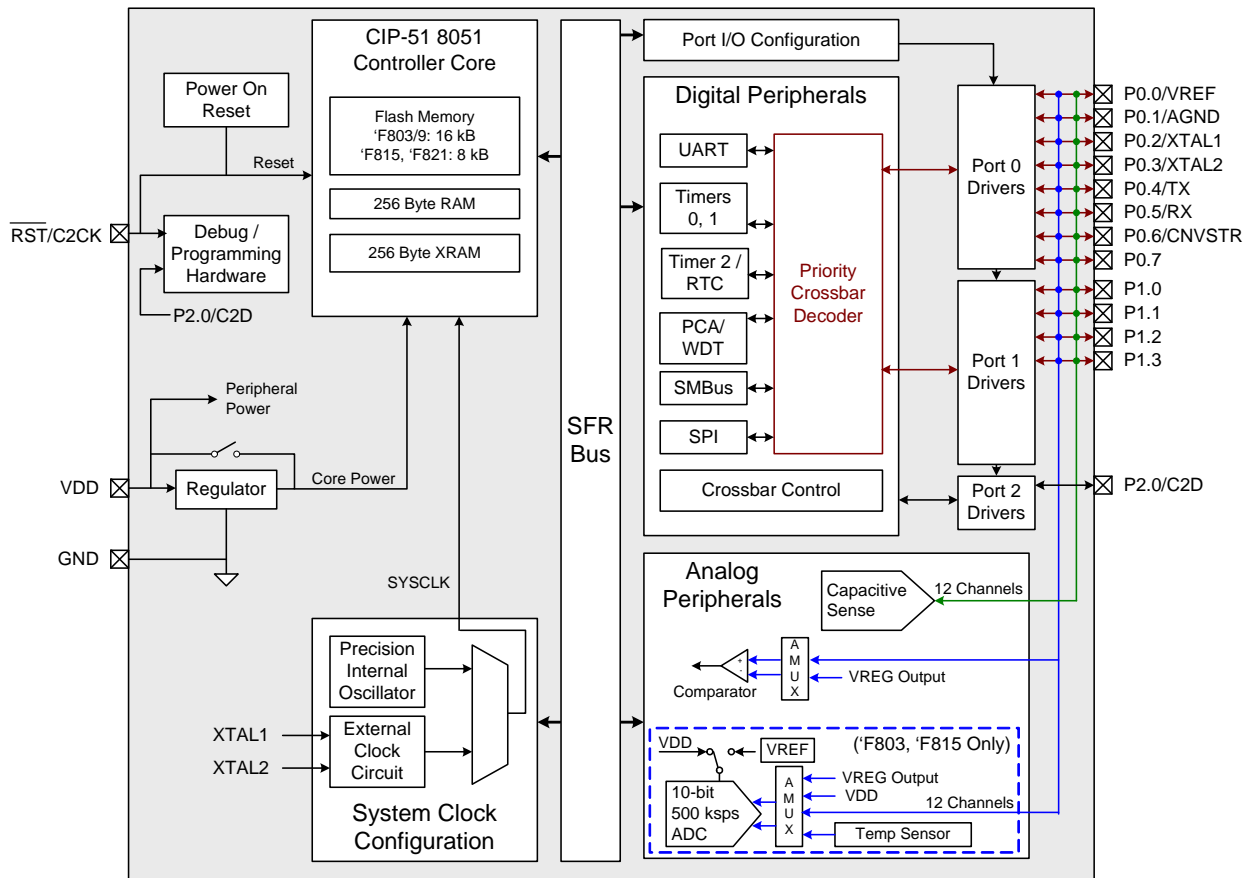 CIP-51 8051
Controller Core
Flash Memory
'F803/9: 16 kB
'F815, 'F821: 8 kB
256 Byte RAM
256 Byte XRAM
Power On
Reset
Reset
RST/C2CK
Debug /
Programming
Hardware
P2.0/C2D
Peripheral
Power
VDD
Regulator
Core Power
GND
SYSCLK
Precision
Internal
Oscillator
XTAL1
XTAL2
External
Clock
Circuit
System Clock
Configuration
SFR
Bus
Port I/O Configuration
Digital Peripherals
UART
Timers
0, 1
Timer 2 /
RTC
PCA/
WDT
SMBus
SPI
Priority
Crossbar
Decoder
Crossbar Control
Port 0
Drivers
Port 1
Drivers
Port 2
Drivers
P0.0/VREF
P0.1/AGND
P0.2/XTAL1
P0.3/XTAL2
P0.4/TX
P0.5/RX
P0.6/CNVSTR
P0.7
P1.0
P1.1
P1.2
P1.3
P2.0/C2D
Analog
Peripherals
Capacitive
Sense
12 Channels
+
-
Comparator
A
M
U
X
VREG Output
('F803, 'F815 Only)
VDD
VREF
10-bit
500 ksps
ADC
A
M
U
X
VREG Output
VDD
12 Channels
Temp Sensor